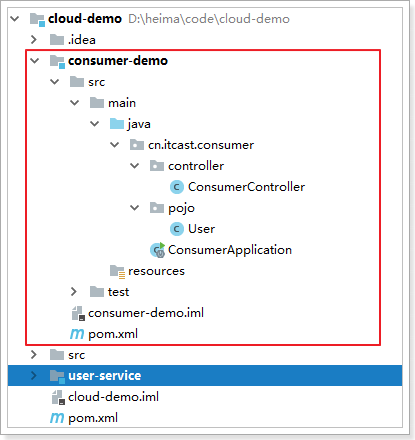 cloud-demo D:\heima\code\cloud-demo
.idea
consumer-demo
src
main
java
cn.itcast.consumer
controller
ConsumerController
pojo
User
ConsumerApplication
resources
test
consumer-demo.iml
pom.xml
src
user-service
cloud-demo.iml
pom.xml